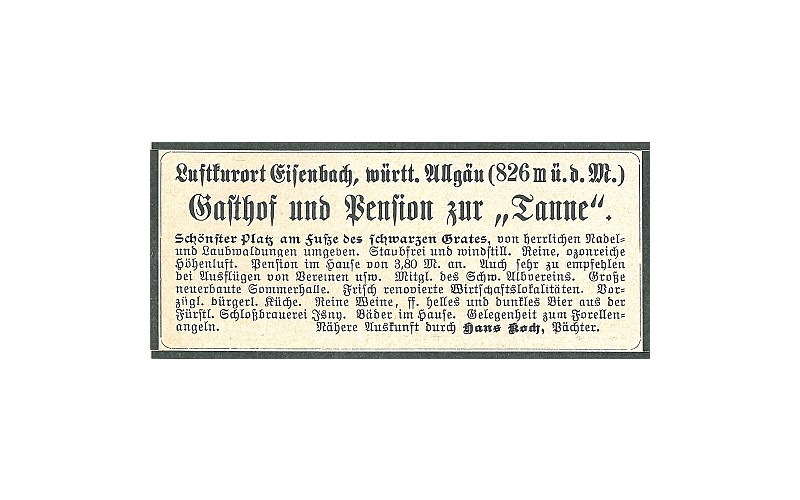 Luftkurort Eisenbach, württ. Allgäu (826 m ü. d. M.)
Gasthof und Pension zur „Tanne“.
Schönster Platz am Fuße des schwarzen Grates, von herrlichen Nadel-
und Laubwaldungen umgeben. Staubfrei und windstill. Reine, ozonreiche
Höhenluft. Pension im Hause von 3,80 M. an. Auch sehr zu empfehlen
bei Ausflügen von Vereinen usw. Mitgl. des Schw. Albvereins. Große
neuerbaute Sommerhalle. Frisch renovierte Wirtschaftslokalitäten. Vor-
zügl. bürgerl. Küche. Reine Weine, ff. helles und dunkles Bier aus der
Fürstl. Schloßbrauerei Isny. Bäder im Hause. Gelegenheit zum Forellen-
angeln. Nähere Auskunft durch Hans Koch, Pächter.